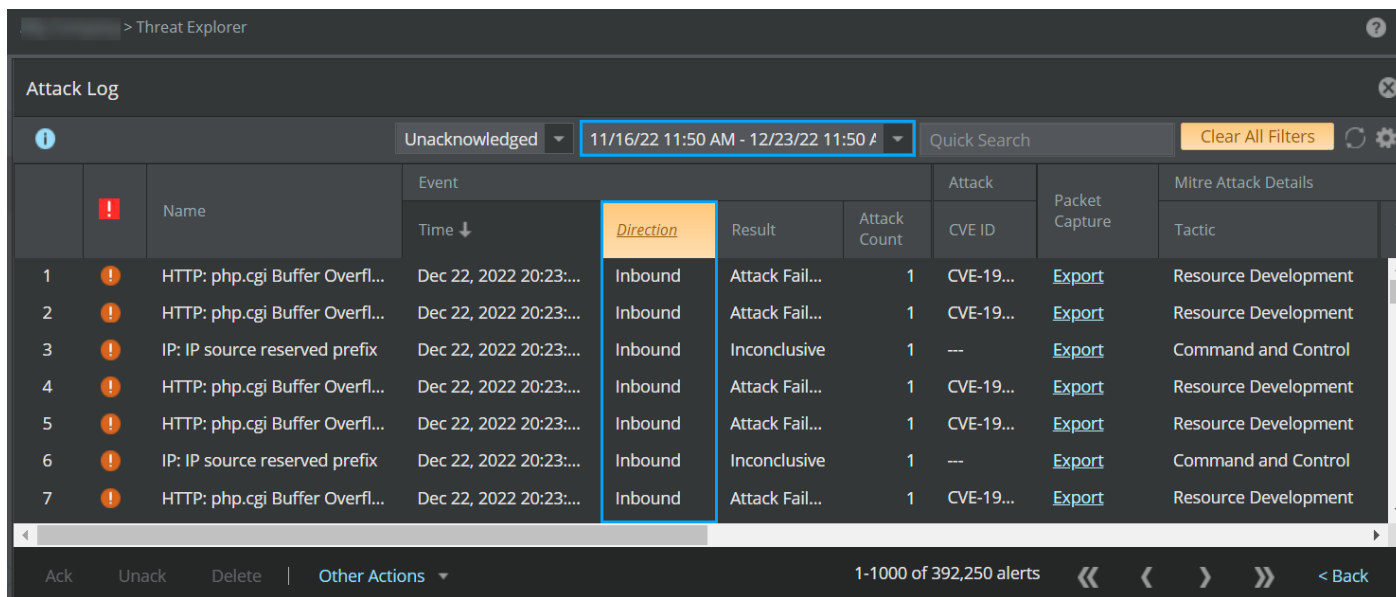 > Threat Explorer
Attack Log
Unacknowledged 11/16/22 11:50 AM - 12/23/22 11:50 A Quick Search Clear All Filters
Event Attack Mitre Attack Details
Name Packet Capture
Time Direction Result Attack Count CVE ID Tactic
1 HTTP: php.cgi Buffer Overfl... Dec 22, 2022 20:23:... Inbound Attack Fail... 1 CVE-19... Export Resource Development
2 HTTP: php.cgi Buffer Overfl... Dec 22, 2022 20:23:... Inbound Attack Fail... 1 CVE-19... Export Resource Development
3 IP: IP source reserved prefix Dec 22, 2022 20:23:... Inbound Inconclusive 1 --- Export Command and Control
4 HTTP: php.cgi Buffer Overfl... Dec 22, 2022 20:23:... Inbound Attack Fail... 1 CVE-19... Export Resource Development
5 HTTP: php.cgi Buffer Overfl... Dec 22, 2022 20:23:... Inbound Attack Fail... 1 CVE-19... Export Resource Development
6 IP: IP source reserved prefix Dec 22, 2022 20:23:... Inbound Inconclusive 1 --- Export Command and Control
7 HTTP: php.cgi Buffer Overfl... Dec 22, 2022 20:23:... Inbound Attack Fail... 1 CVE-19... Export Resource Development
Ack Unack Delete | Other Actions 1-1000 of 392,250 alerts < Back